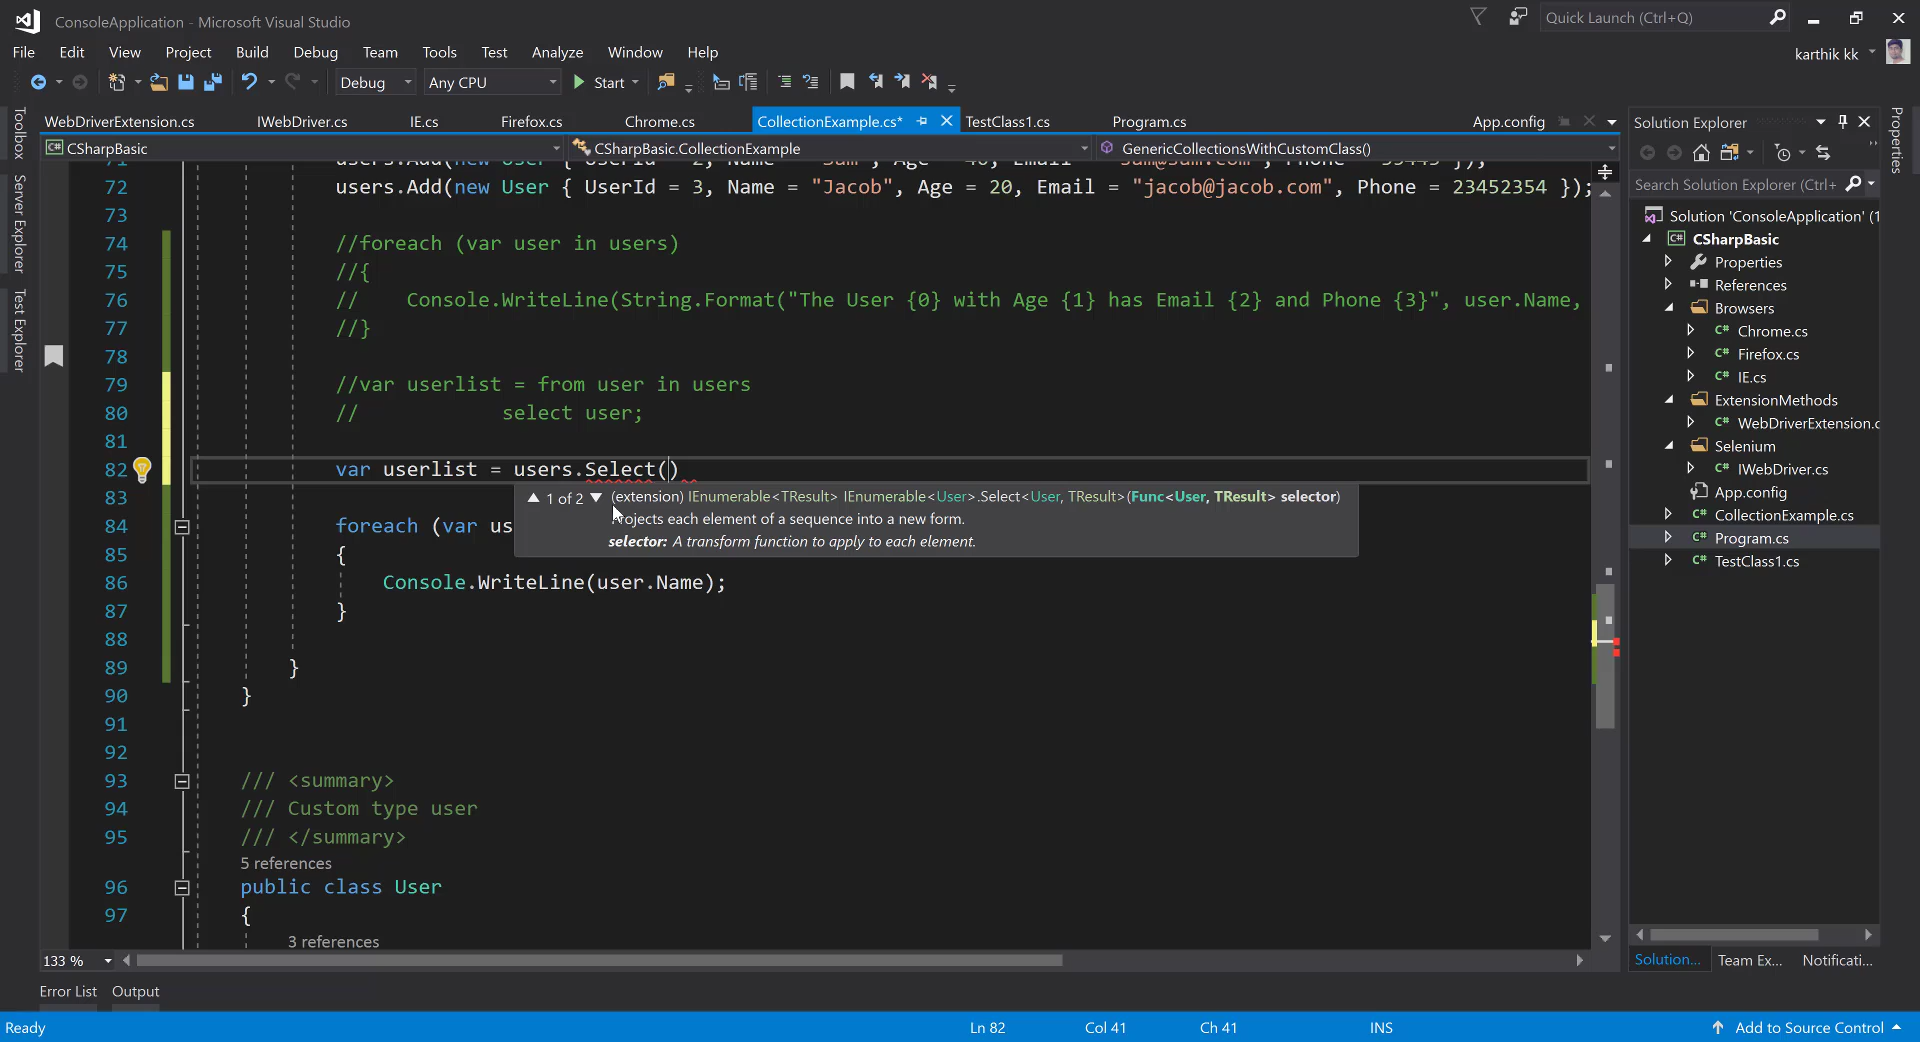 ConsoleApplication - Microsoft Visual Studio
Quick Launch (Ctrl+Q)
File Edit View Project Build Debug Team Tools Test Analyze Window Help
karthik kk
Debug Any CPU Start
WebDriverExtension.cs IWebDriver.cs IE.cs Firefox.cs Chrome.cs CollectionExample.cs* TestClass1.cs Program.cs App.config
CSharpBasic CSharpBasic.CollectionExample GenericCollectionsWithCustomClass()
72 users.Add(new User { UserId = 3, Name = "Jacob", Age = 20, Email = "jacob@jacob.com", Phone = 23452354 });
73
74 //foreach (var user in users)
75 //{
76 // Console.WriteLine(String.Format("The User {0} with Age {1} has Email {2} and Phone {3}", user.Name,
77 //}
78
79 //var userlist = from user in users
80 // select user;
81
82 var userlist = users.Select()
1 of 2 (extension) IEnumerable<TResult> IEnumerable<User>.Select<User, TResult>(Func<User, TResult> selector)
Projects each element of a sequence into a new form.
selector: A transform function to apply to each element.
83
84 foreach (var us
85 {
86 Console.WriteLine(user.Name);
87 }
88
89 }
90 }
91
92
93 /// <summary>
94 /// Custom type user
95 /// </summary>
5 references
96 public class User
97 {
3 references
133 %
Toolbox
Server Explorer
Test Explorer
Solution Explorer
Search Solution Explorer (Ctrl+
Solution 'ConsoleApplication' (1
CSharpBasic
Properties
References
Browsers
Chrome.cs
Firefox.cs
IE.cs
ExtensionMethods
WebDriverExtension.c
Selenium
IWebDriver.cs
App.config
CollectionExample.cs
Program.cs
TestClass1.cs
Solution... Team Ex... Notificati...
Properties
Error List Output
Ready Ln 82 Col 41 Ch 41 INS Add to Source Control